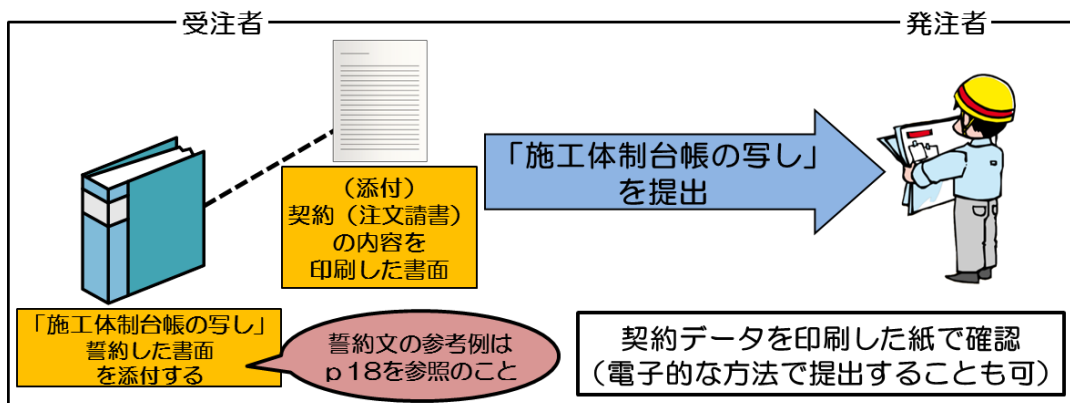 受注者
発注者
「施工体制台帳の写し」
を提出
（添付）
契約（注文請書）
の内容を
印刷した書面
「施工体制台帳の写し」
誓約した書面
を添付する
誓約文の参考例は
ｐ18を参照のこと
契約データを印刷した紙で確認
（電子的な方法で提出することも可）